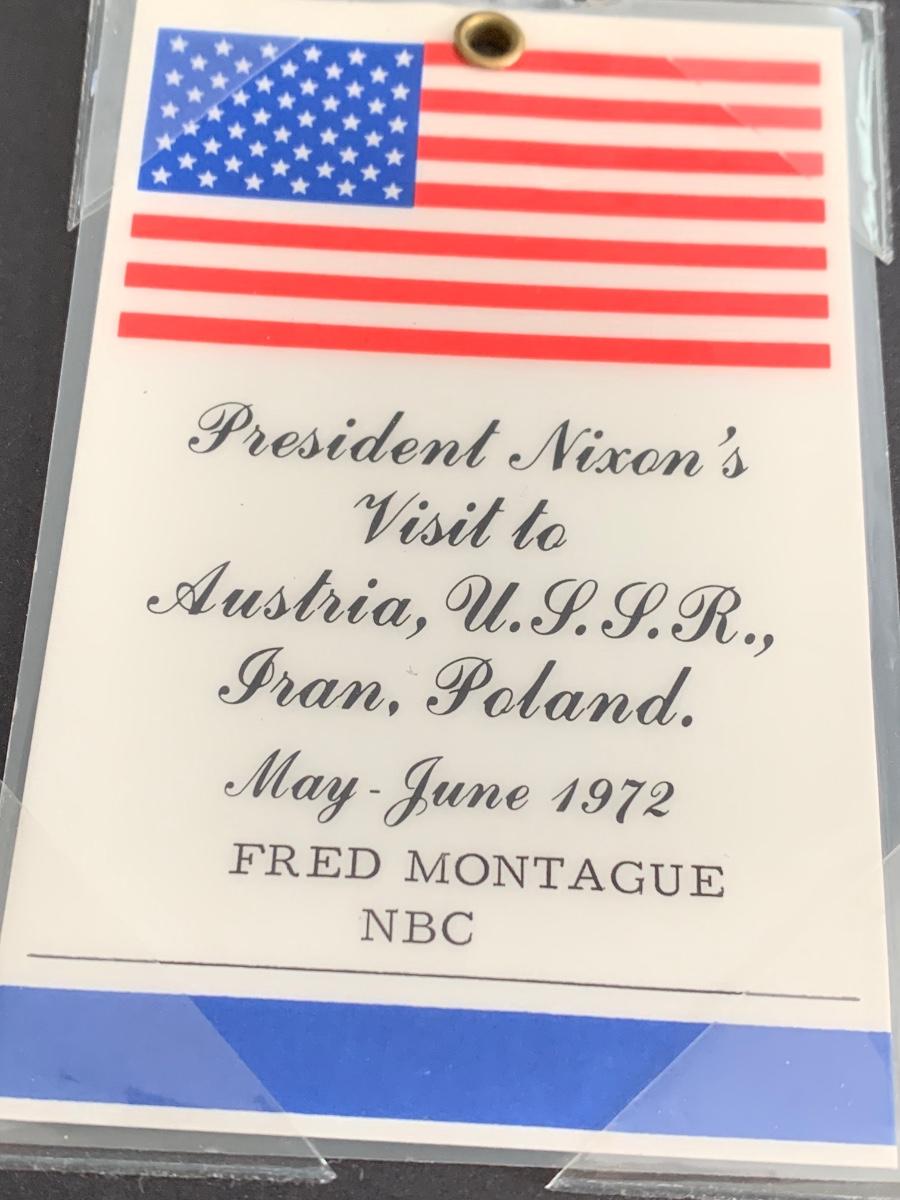 President Nixon's
Visit to
Austria, U.S.S.R.,
Iran, Poland.
May-June 1972
FRED MONTAGUE
NBC